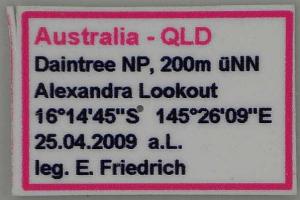 Australia - QLD
Daintree NP, 200m üNN
Alexandra Lookout
16°14'45"S 145°26'09"E
25.04.2009 a.L.
leg. E. Friedrich